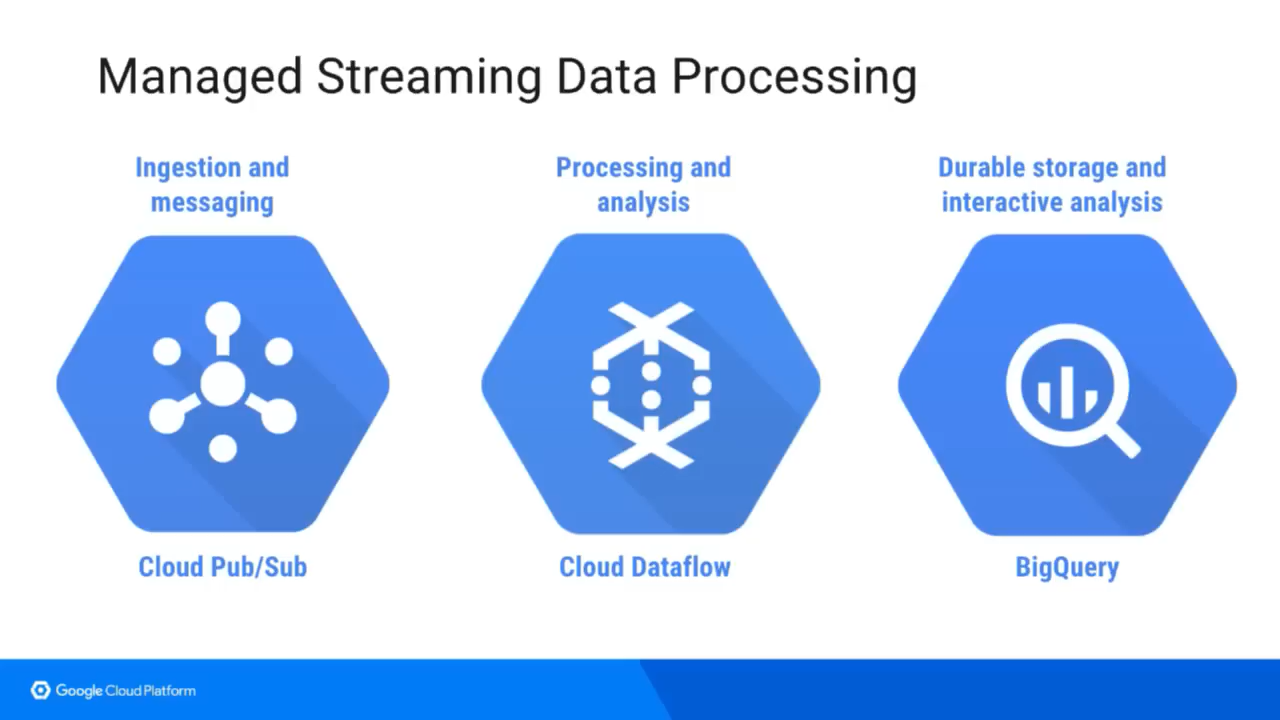 Managed Streaming Data Processing
Ingestion and
messaging
Processing and
analysis
Durable storage and
interactive analysis
Cloud Pub/Sub
Cloud Dataflow
BigQuery
Google Cloud Platform